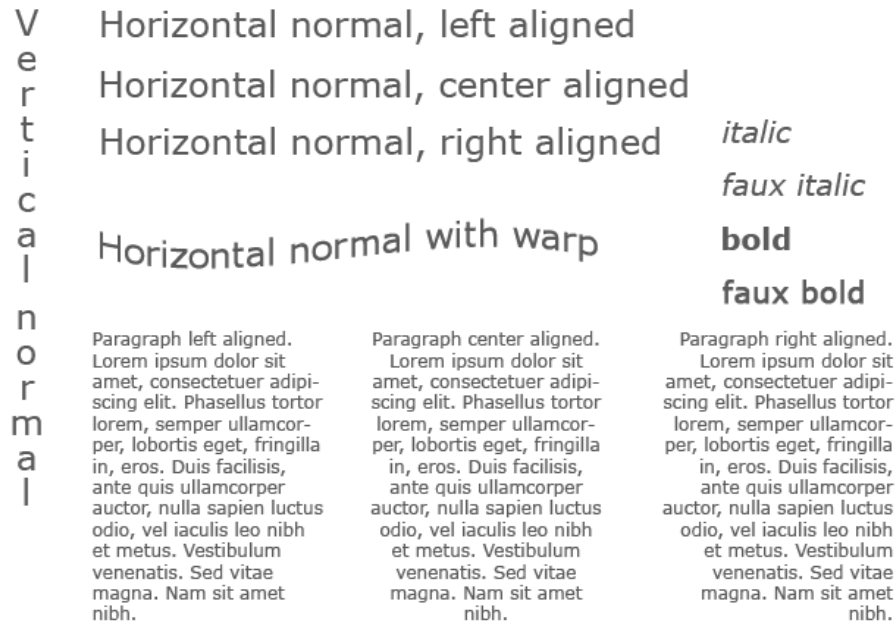 Vertical normal
Horizontal normal, left aligned
Horizontal normal, center aligned
Horizontal normal, right aligned
Horizontal normal with warp
italic
faux italic
bold
faux bold
Paragraph left aligned.
Lorem ipsum dolor sit
amet, consectetuer adipi-
scing elit. Phasellus tortor
lorem, semper ullamcor-
per, lobortis eget, fringilla
in, eros. Duis facilisis,
ante quis ullamcorper
auctor, nulla sapien luctus
odio, vel iaculis leo nibh
et metus. Vestibulum
venenatis. Sed vitae
magna. Nam sit amet
nibh.
Paragraph center aligned.
Lorem ipsum dolor sit
amet, consectetuer adipi-
scing elit. Phasellus tortor
lorem, semper ullamcor-
per, lobortis eget, fringilla
in, eros. Duis facilisis,
ante quis ullamcorper
auctor, nulla sapien luctus
odio, vel iaculis leo nibh
et metus. Vestibulum
venenatis. Sed vitae
magna. Nam sit amet
nibh.
Paragraph right aligned.
Lorem ipsum dolor sit
amet, consectetuer adipi-
scing elit. Phasellus tortor
lorem, semper ullamcor-
per, lobortis eget, fringilla
in, eros. Duis facilisis,
ante quis ullamcorper
auctor, nulla sapien luctus
odio, vel iaculis leo nibh
et metus. Vestibulum
venenatis. Sed vitae
magna. Nam sit amet
nibh.